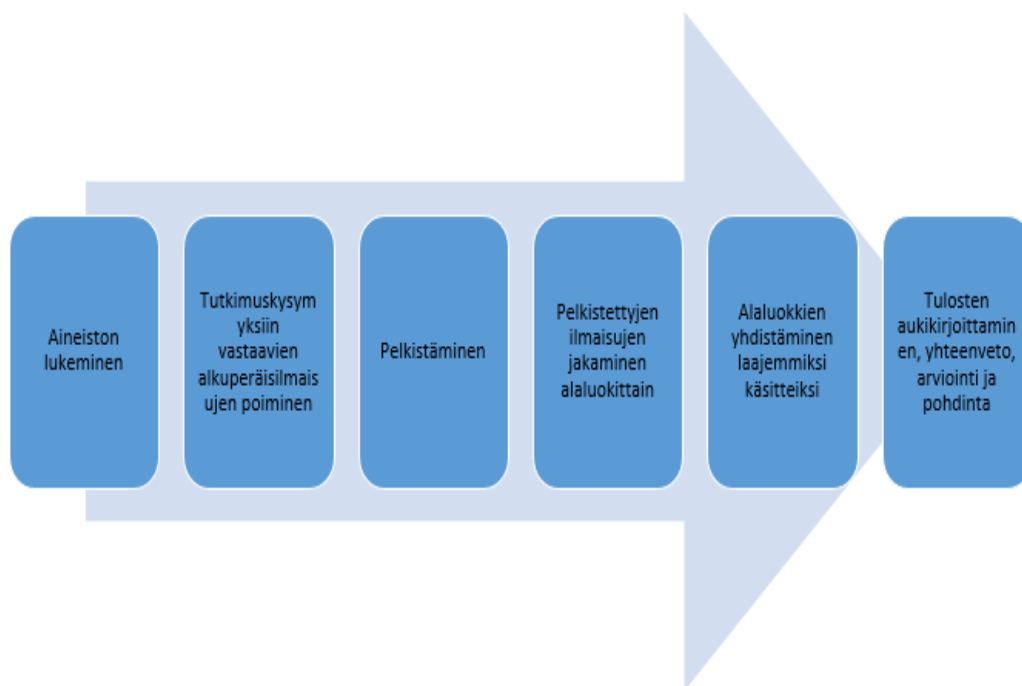 Aineiston
lukeminen
Tutkimuskysym
yksiin
vastaavien
alkuperäisilmais
ujen poiminen
Pelkistäminen
Pelkistettyjen
ilmaisujen
jakaminen
alaluokittain
Alaluokkien
yhdistäminen
laajemmiksi
käsitteiksi
Tulosten
aukikirjoittamin
en, yhteenveto,
arviointi ja
pohdinta